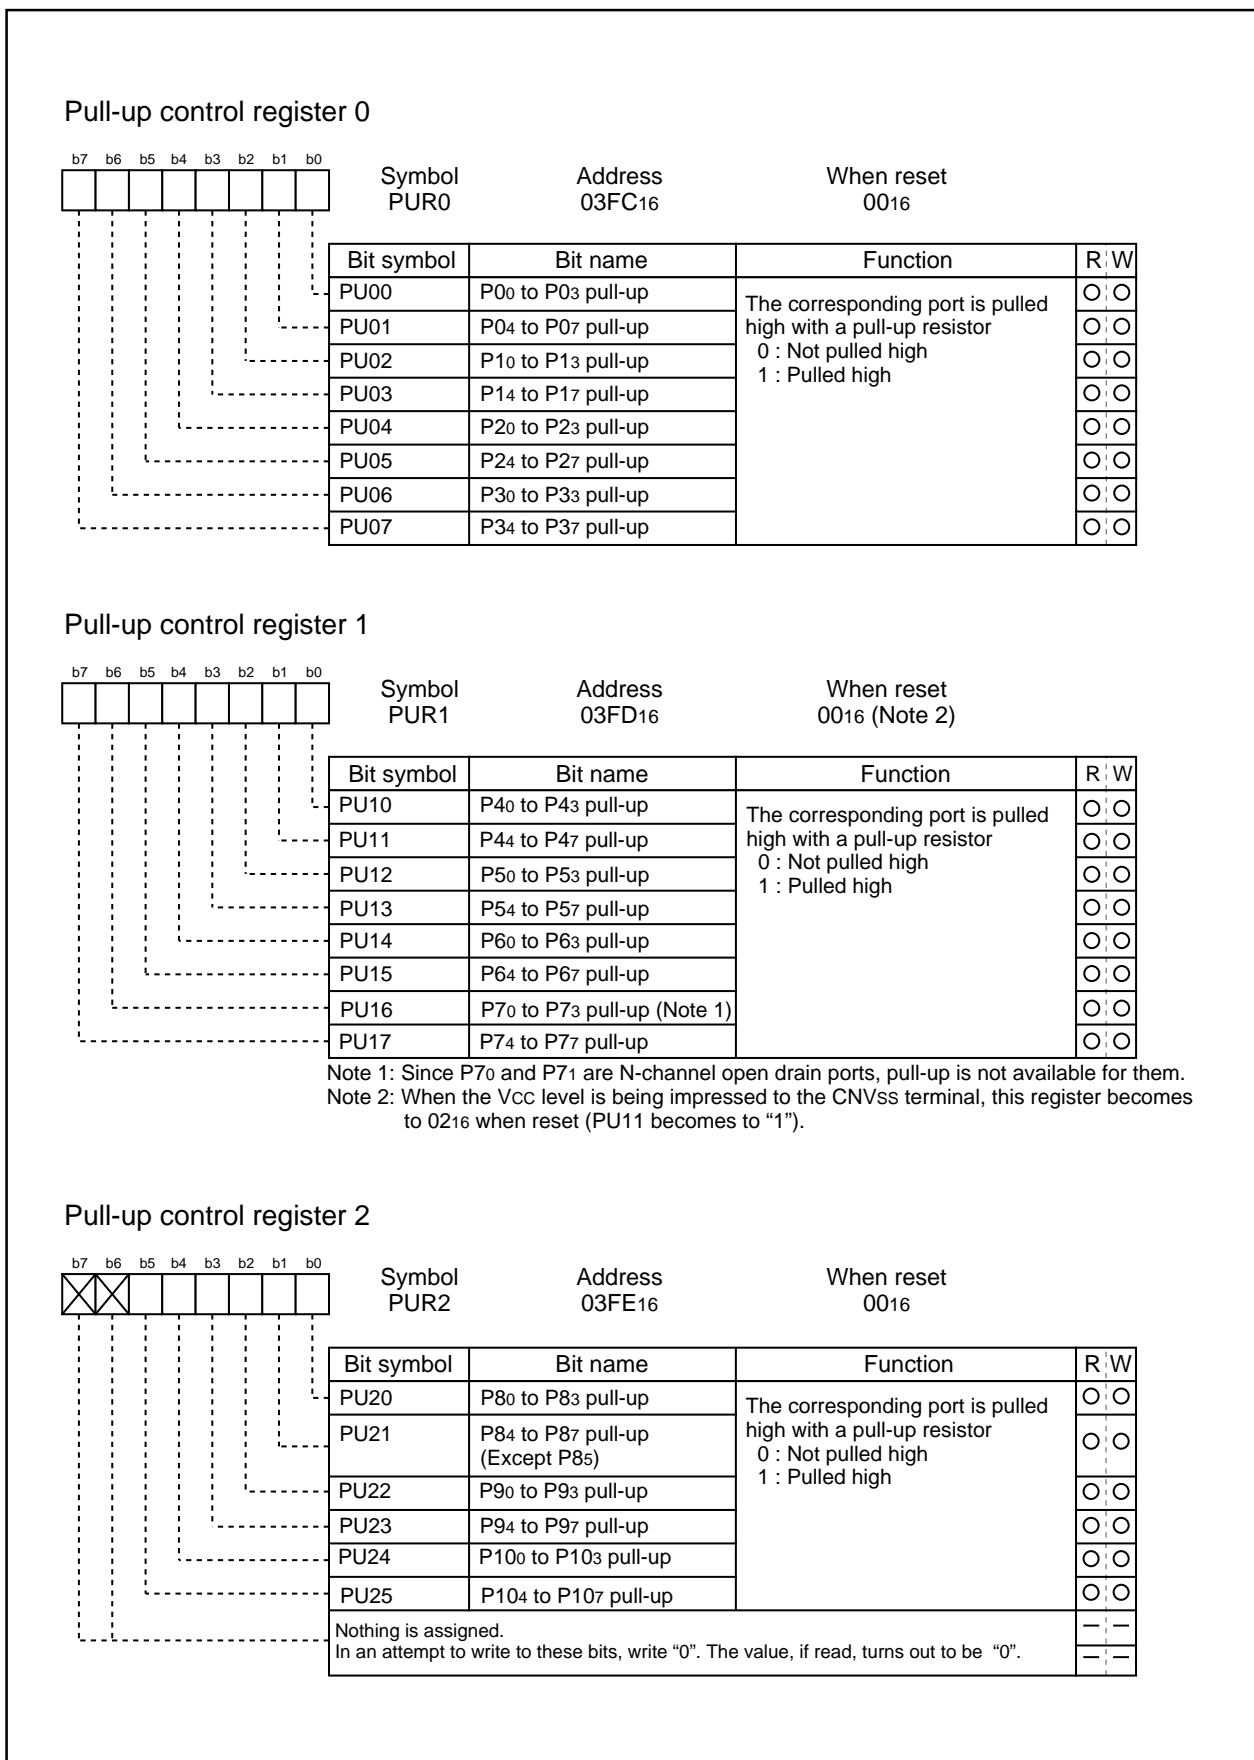 Pull-up control register 0
b7 b6 b5 b4 b3 b2 b1 b0
Symbol Address When reset
PUR0 03FC16 0016
Bit symbol Bit name Function R W
PU00 P00 to P03 pull-up The corresponding port is pulled
PU01 P04 to P07 pull-up high with a pull-up resistor
PU02 P10 to P13 pull-up 0 : Not pulled high
PU03 P14 to P17 pull-up 1 : Pulled high
PU04 P20 to P23 pull-up
PU05 P24 to P27 pull-up
PU06 P30 to P33 pull-up
PU07 P34 to P37 pull-up
Pull-up control register 1
b7 b6 b5 b4 b3 b2 b1 b0
Symbol Address When reset
PUR1 03FD16 0016 (Note 2)
Bit symbol Bit name Function R W
PU10 P40 to P43 pull-up The corresponding port is pulled
PU11 P44 to P47 pull-up high with a pull-up resistor
PU12 P50 to P53 pull-up 0 : Not pulled high
PU13 P54 to P57 pull-up 1 : Pulled high
PU14 P60 to P63 pull-up
PU15 P64 to P67 pull-up
PU16 P70 to P73 pull-up (Note 1)
PU17 P74 to P77 pull-up
Note 1: Since P70 and P71 are N-channel open drain ports, pull-up is not available for them.
Note 2: When the VCC level is being impressed to the CNVSS terminal, this register becomes
to 0216 when reset (PU11 becomes to “1”).
Pull-up control register 2
b7 b6 b5 b4 b3 b2 b1 b0
Symbol Address When reset
PUR2 03FE16 0016
Bit symbol Bit name Function R W
PU20 P80 to P83 pull-up The corresponding port is pulled
PU21 P84 to P87 pull-up high with a pull-up resistor
(Except P85) 0 : Not pulled high
PU22 P90 to P93 pull-up 1 : Pulled high
PU23 P94 to P97 pull-up
PU24 P100 to P103 pull-up
PU25 P104 to P107 pull-up
Nothing is assigned.
In an attempt to write to these bits, write “0”. The value, if read, turns out to be “0”.